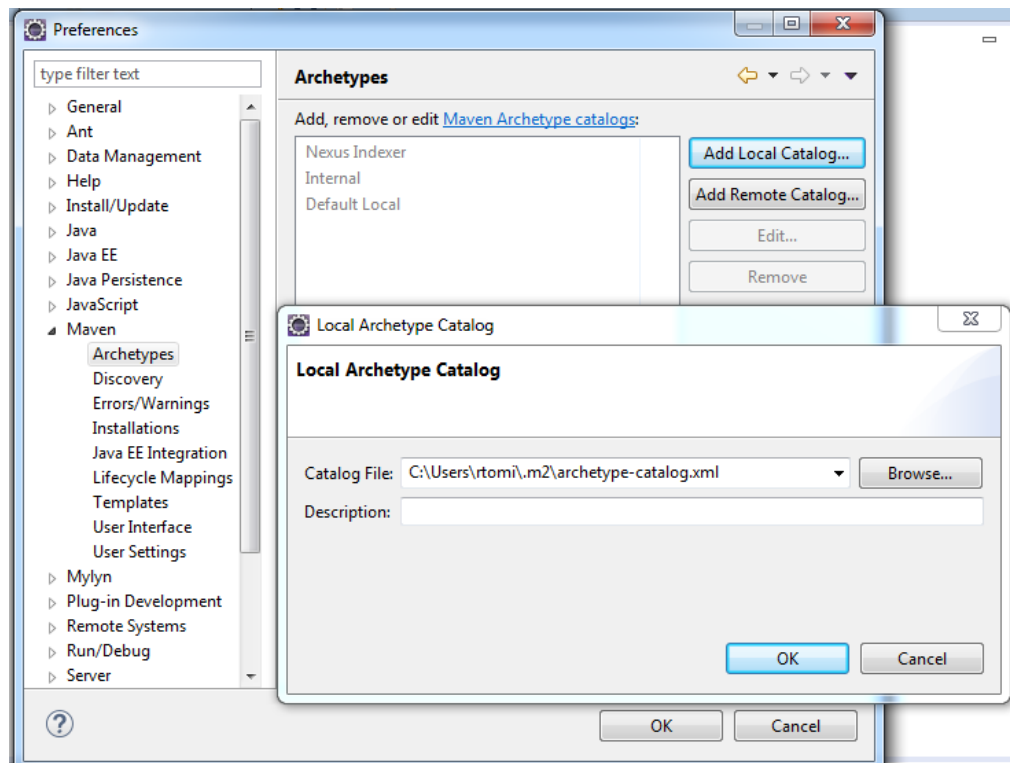 Preferences
type filter text
General
Ant
Data Management
Help
Install/Update
Java
Java EE
Java Persistence
JavaScript
Maven
Archetypes
Discovery
Errors/Warnings
Installations
Java EE Integration
Lifecycle Mappings
Templates
User Interface
User Settings
Mylyn
Plug-in Development
Remote Systems
Run/Debug
Server
Archetypes
Add, remove or edit Maven Archetype catalogs:
Nexus Indexer
Internal
Default Local
Add Local Catalog...
Add Remote Catalog...
Edit...
Remove
Local Archetype Catalog
Local Archetype Catalog
Catalog File: C:\Users\rtomi\.m2\archetype-catalog.xml Browse...
Description:
OK Cancel
? OK Cancel